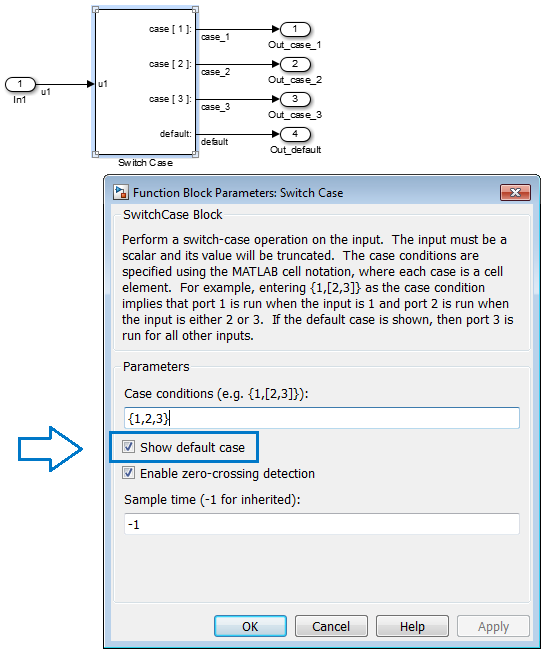 case [ 1 ]:
case_1
1
Out_case_1
case [ 2 ]:
case_2
2
Out_case_2
1
In1
u1
u1
case [ 3 ]:
case_3
3
Out_case_3
default:
default
4
Out_default
Switch Case
Function Block Parameters: Switch Case
SwitchCase Block
Perform a switch-case operation on the input. The input must be a
scalar and its value will be truncated. The case conditions are
specified using the MATLAB cell notation, where each case is a cell
element. For example, entering {1,[2,3]} as the case condition
implies that port 1 is run when the input is 1 and port 2 is run when
the input is either 2 or 3. If the default case is shown, then port 3 is
run for all other inputs.
Parameters
Case conditions (e.g. {1,[2,3]}):
{1,2,3}
Show default case
Enable zero-crossing detection
Sample time (-1 for inherited):
-1
OK
Cancel
Help
Apply